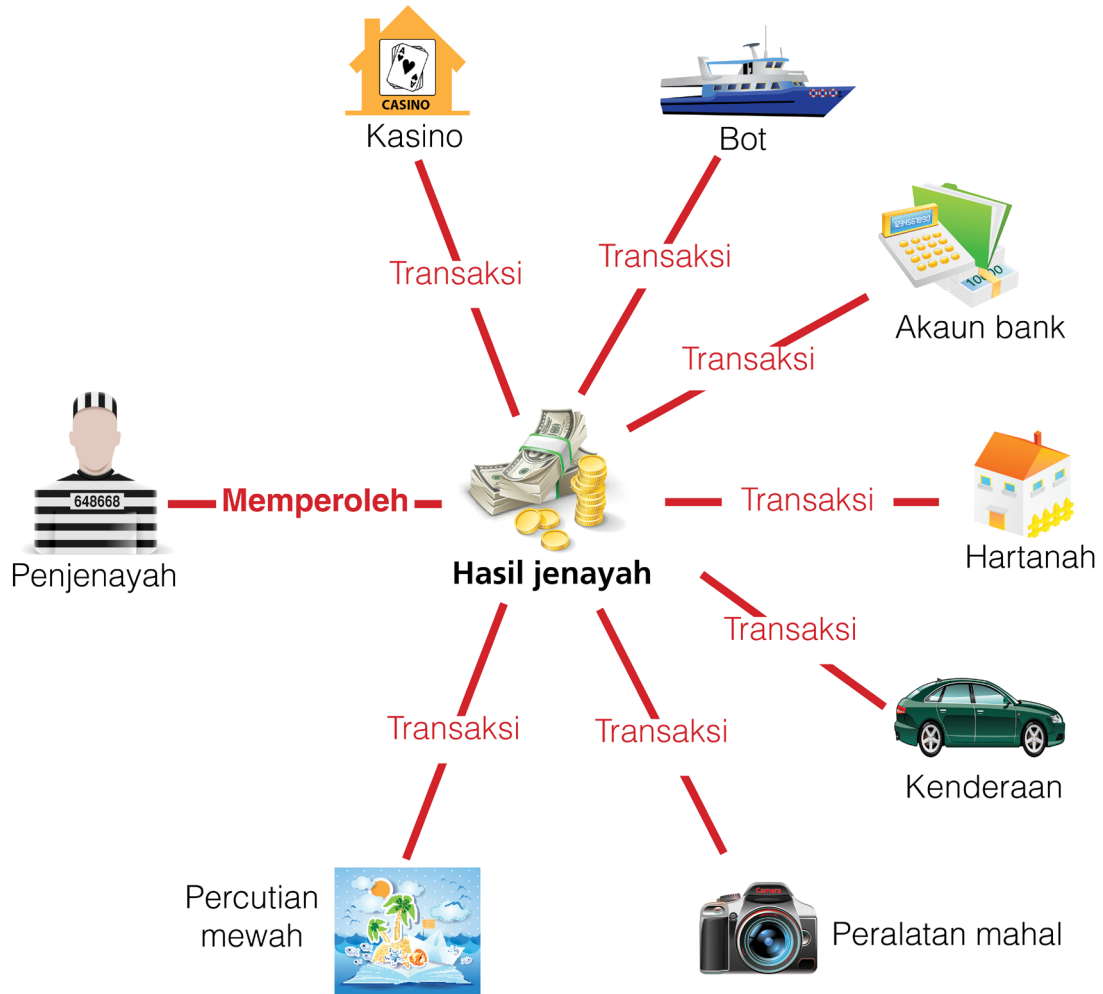 CASINO
Kasino
Bot
Transaksi
Transaksi
1234567890
Transaksi
Akaun bank
648668
Penjenayah
Memperoleh
Hasil jenayah
Transaksi
Hartanah
Transaksi
Kenderaan
Transaksi
Transaksi
Percutian
mewah
Camera
Peralatan mahal